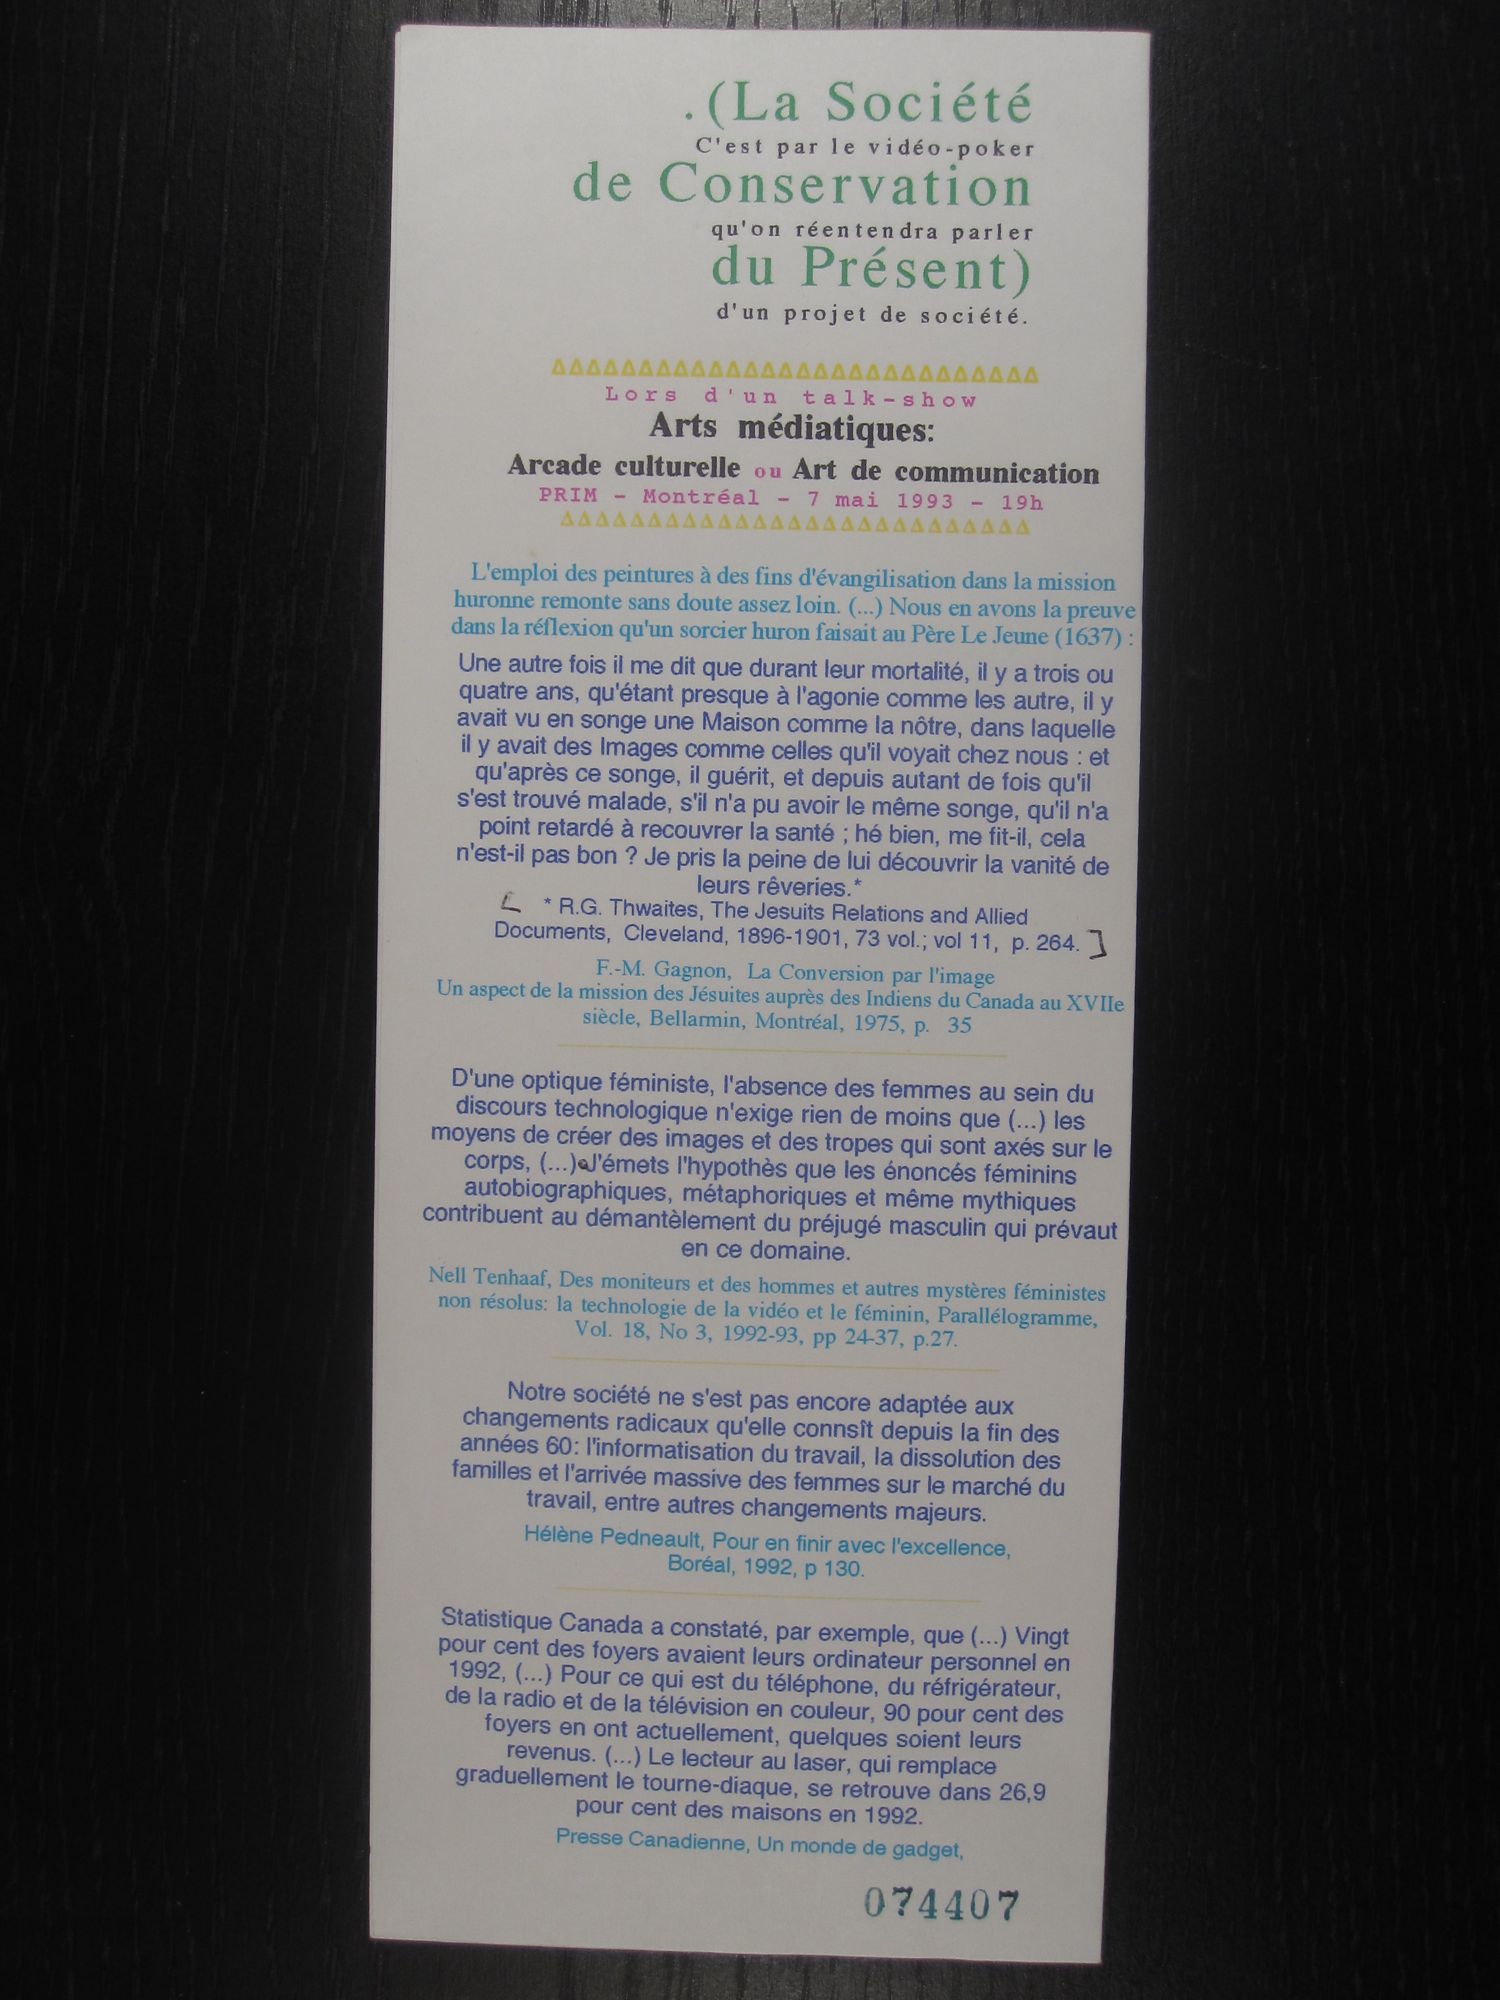 .(La Société
C'est par le vidéo-poker
de Conservation
qu'on réentendra parler
du Présent)
d'un projet de société.
Lors d'un talk-show
Arts médiatiques:
Arcade culturelle ou Art de communication
PRIM - Montréal - 7 mai 1993 - 19h
L'emploi des peintures à des fins d'évangilisation dans la mission
huronne remonte sans doute assez loin. (...) Nous en avons la preuve
dans la réflexion qu'un sorcier huron faisait au Père Le Jeune (1637) :
Une autre fois il me dit que durant leur mortalité, il y a trois ou
quatre ans, qu'étant presque à l'agonie comme les autre, il y
avait vu en songe une Maison comme la nôtre, dans laquelle
il y avait des Images comme celles qu'il voyait chez nous : et
qu'après ce songe, il guérit, et depuis autant de fois qu'il
s'est trouvé malade, s'il n'a pu avoir le même songe, qu'il n'a
point retardé à recouvrer la santé ; hé bien, me fit-il, cela
n'est-il pas bon ? Je pris la peine de lui découvrir la vanité de
leurs rêveries.*
[ * R.G. Thwaites, The Jesuits Relations and Allied
Documents, Cleveland, 1896-1901, 73 vol.; vol 11, p. 264. ]
F.-M. Gagnon, La Conversion par l'image
Un aspect de la mission des Jésuites auprès des Indiens du Canada au XVIIe
siècle, Bellarmin, Montréal, 1975, p. 35
D'une optique féministe, l'absence des femmes au sein du
discours technologique n'exige rien de moins que (...) les
moyens de créer des images et des tropes qui sont axés sur le
corps, (...) J'émets l'hypothès que les énoncés féminins
autobiographiques, métaphoriques et même mythiques
contribuent au démantèlement du préjugé masculin qui prévaut
en ce domaine.
Nell Tenhaaf, Des moniteurs et des hommes et autres mystères féministes
non résolus: la technologie de la vidéo et le féminin, Parallélogramme,
Vol. 18, No 3, 1992-93, pp 24-37, p.27.
Notre société ne s'est pas encore adaptée aux
changements radicaux qu'elle connsît depuis la fin des
années 60: l'informatisation du travail, la dissolution des
familles et l'arrivée massive des femmes sur le marché du
travail, entre autres changements majeurs.
Hélène Pedneault, Pour en finir avec l'excellence,
Boréal, 1992, p 130.
Statistique Canada a constaté, par exemple, que (...) Vingt
pour cent des foyers avaient leurs ordinateur personnel en
1992, (...) Pour ce qui est du téléphone, du réfrigérateur,
de la radio et de la télévision en couleur, 90 pour cent des
foyers en ont actuellement, quelques soient leurs
revenus. (...) Le lecteur au laser, qui remplace
graduellement le tourne-diaque, se retrouve dans 26,9
pour cent des maisons en 1992.
Presse Canadienne, Un monde de gadget,
074407